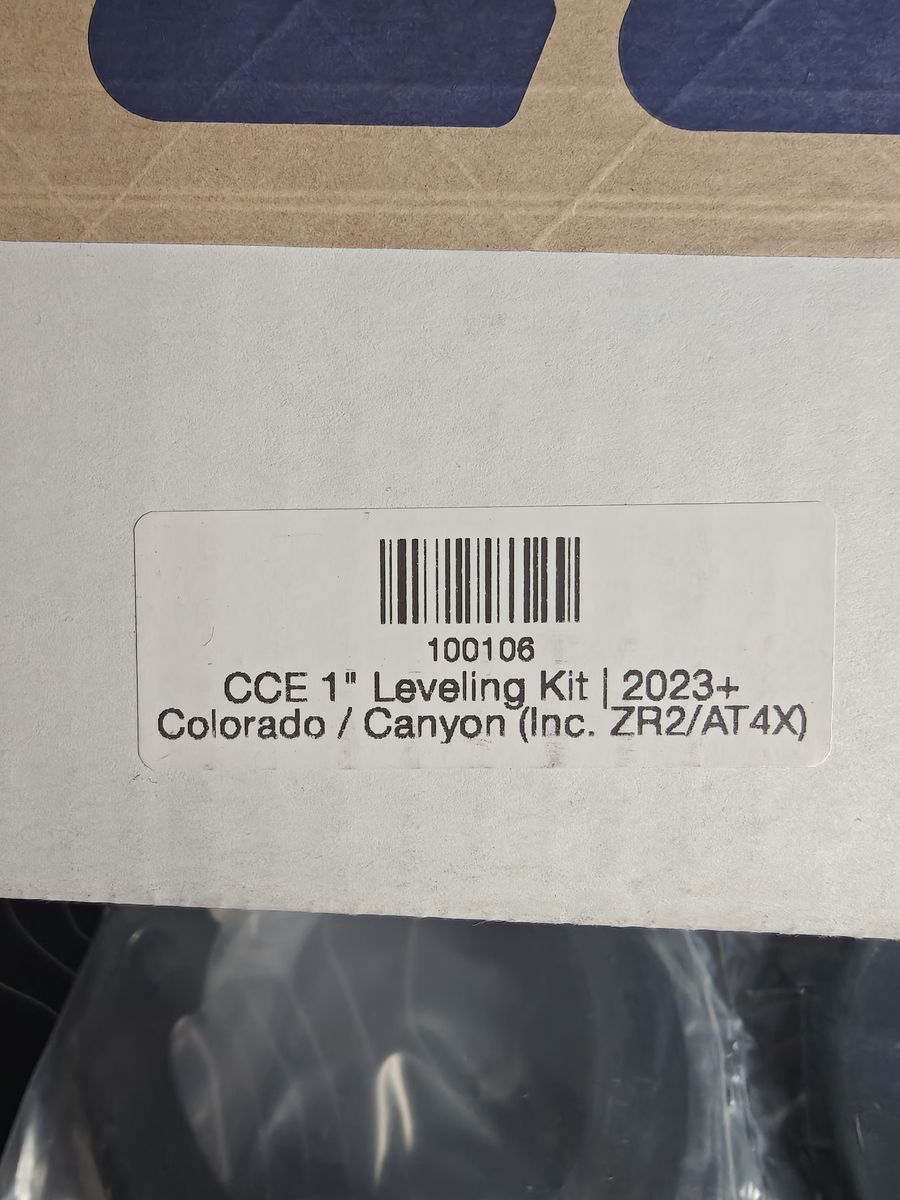 100106
CCE 1" Leveling Kit | 2023+
Colorado / Canyon (Inc. ZR2/AT4X)